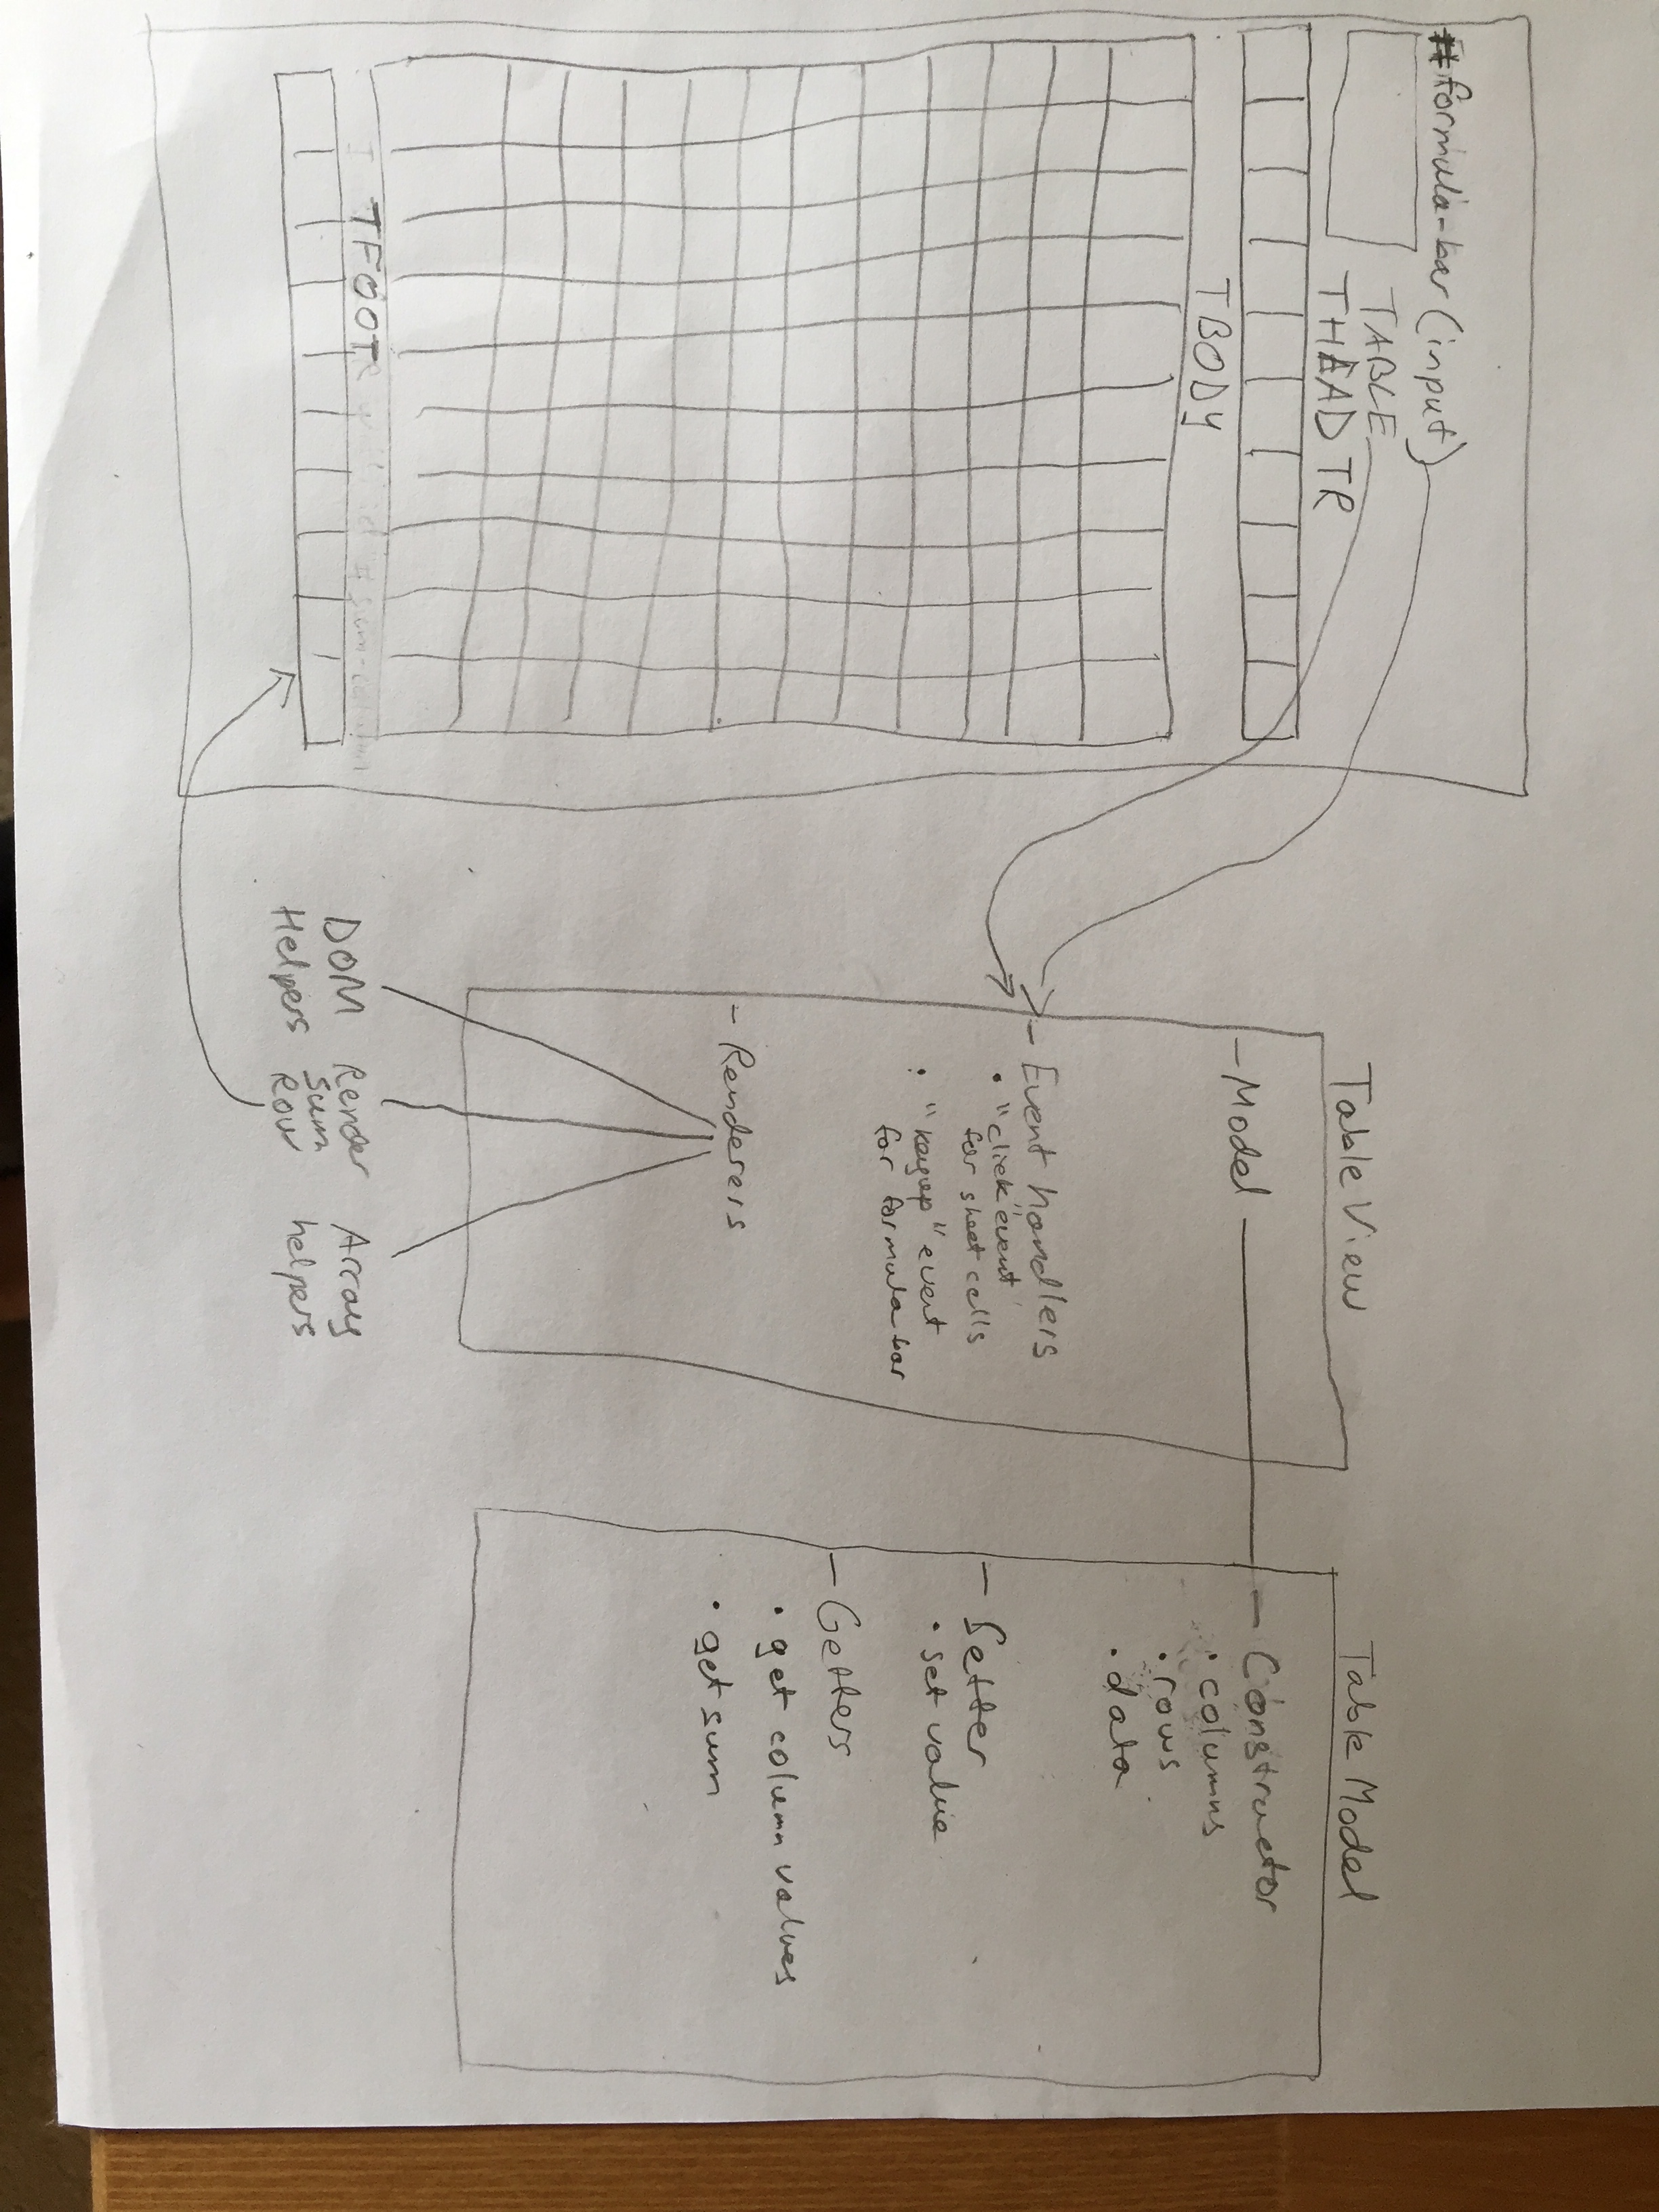 #formula-bar (input)
TABLE
THEAD TR
TBODY
TFOOT
Table View
- Model
- Event handlers
• "click" event
for sheet cells
• "keyup" event
for formula bar
- Renderers
DOM
Helpers
Render
Sum
Row
Array
helpers
Table Model
- Constructor
• columns
• rows
• data
- Setter
• set value
- Getters
• get column values
• get sum